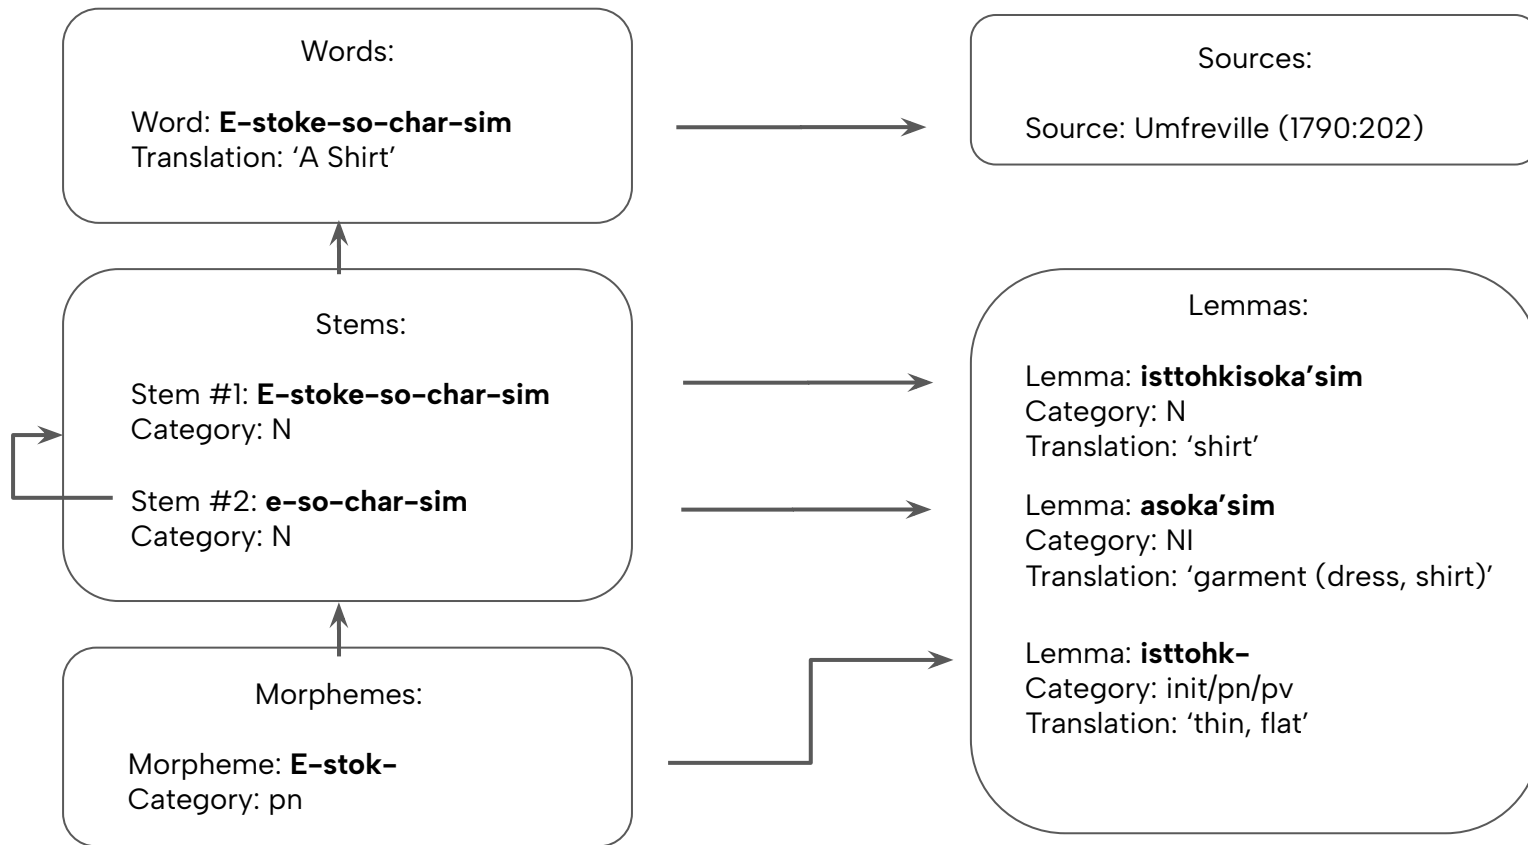 Words:
Word: E-stoke-so-char-sim
Translation: ‘A Shirt’
Sources:
Source: Umfreville (1790:202)
Stems:
Stem #1: E-stoke-so-char-sim
Category: N
Stem #2: e-so-char-sim
Category: N
Lemmas:
Lemma: isttohkisoka’sim
Category: N
Translation: ‘shirt’
Lemma: asoka’sim
Category: NI
Translation: ‘garment (dress, shirt)’
Lemma: isttohk-
Category: init/pn/pv
Translation: ‘thin, flat’
Morphemes:
Morpheme: E-stok-
Category: pn